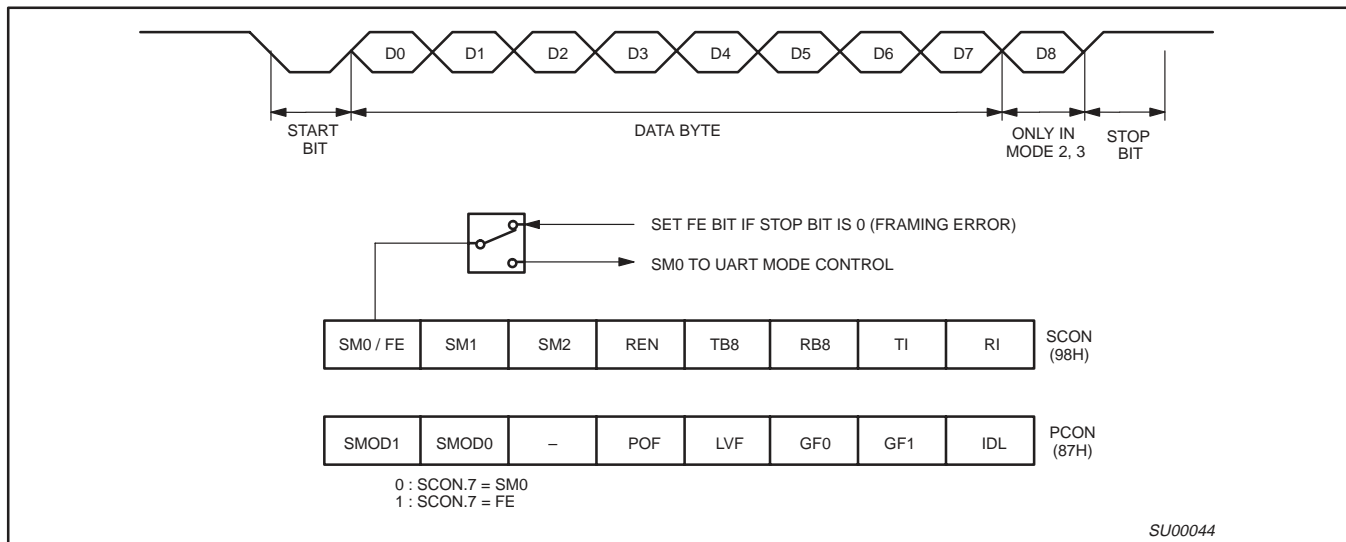 D0 D1 D2 D3 D4 D5 D6 D7 D8
START
BIT
DATA BYTE
ONLY IN
MODE 2, 3
STOP
BIT
SET FE BIT IF STOP BIT IS 0 (FRAMING ERROR)
SM0 TO UART MODE CONTROL
SM0 / FE SM1 SM2 REN TB8 RB8 TI RI
SCON
(98H)
SMOD1 SMOD0 – POF LVF GF0 GF1 IDL
PCON
(87H)
0 : SCON.7 = SM0
1 : SCON.7 = FE
SU00044